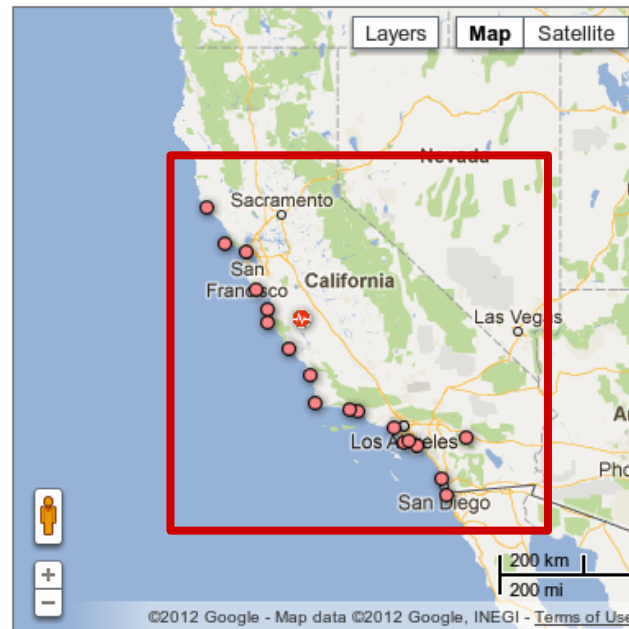 Layers Map Satellite
Nevada
Sacramento
San
Francisco
California
Las Vegas
Los Angeles
San Diego
200 km
200 mi
©2012 Google - Map data ©2012 Google, INEGI - Terms of Use